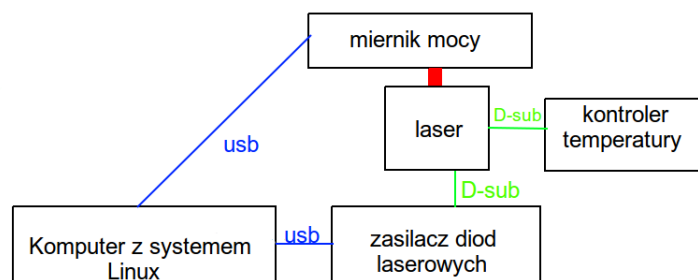 miernik mocy
D-sub
kontroler
temperatury
laser
usb
D-sub
usb
Komputer z systemem
Linux
zasilacz diod
laserowych